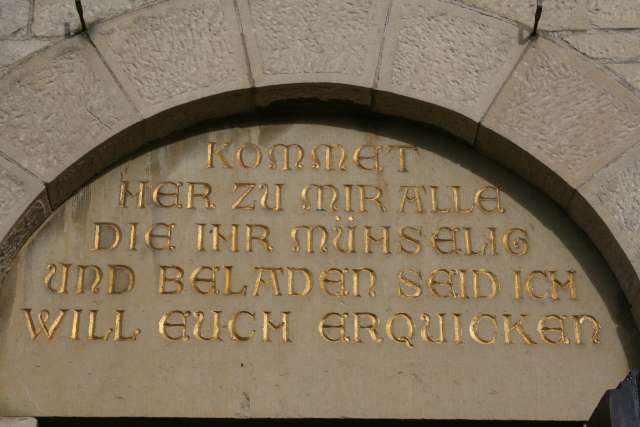 KOMMET
HER ZU MIR ALLE
DIE IHR MÜHSELIG
UND BELADEN SEID ICH
WILL EUCH ERQUICKEN